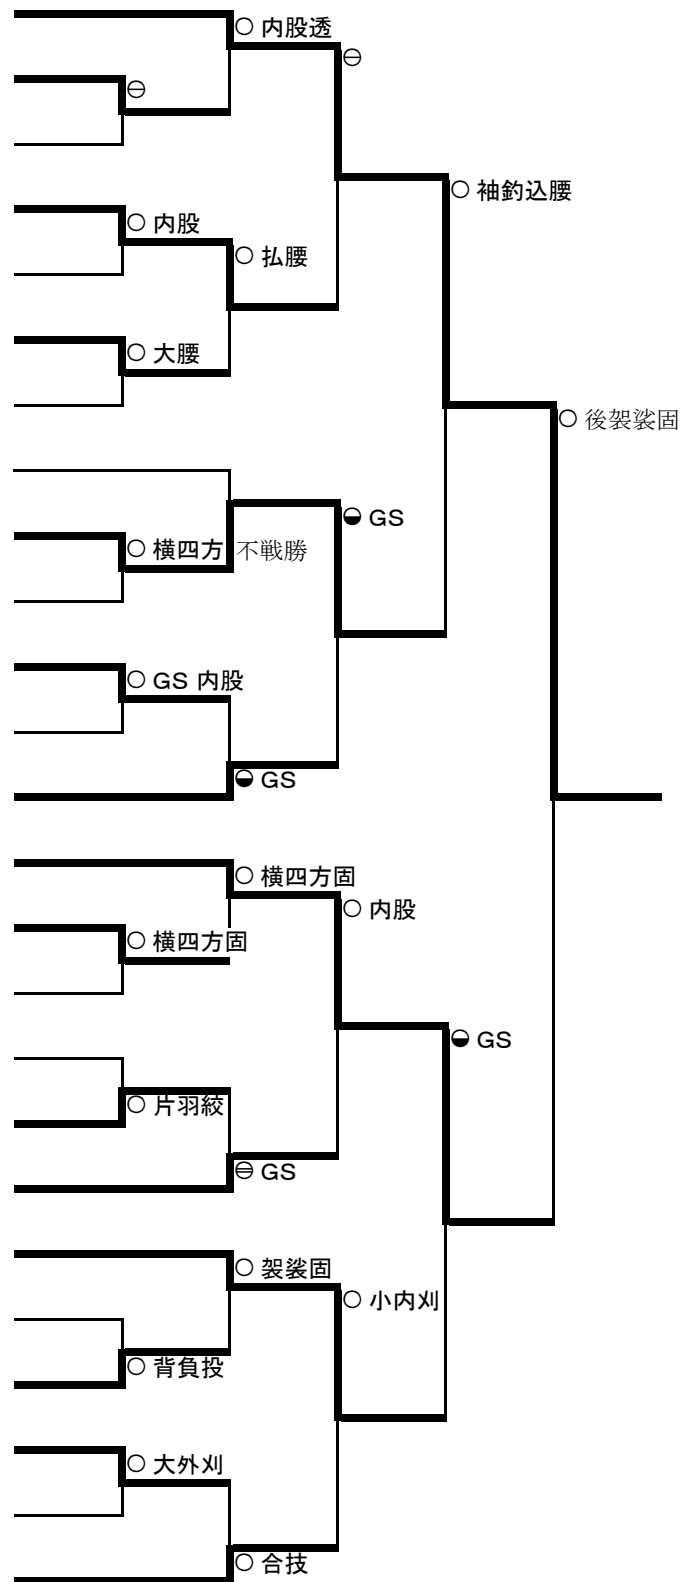 ○ 内股透
⊖
⊖
○ 袖釣込腰
○ 内股
○ 払腰
○ 大腰
○ 後袈裟固
◒ GS
○ 横四方 不戦勝
○ GS 内股
◒ GS
○ 横四方固
○ 内股
○ 横四方固
◒ GS
○ 片羽絞
⊜ GS
○ 袈裟固
○ 小内刈
○ 背負投
○ 大外刈
○ 合技